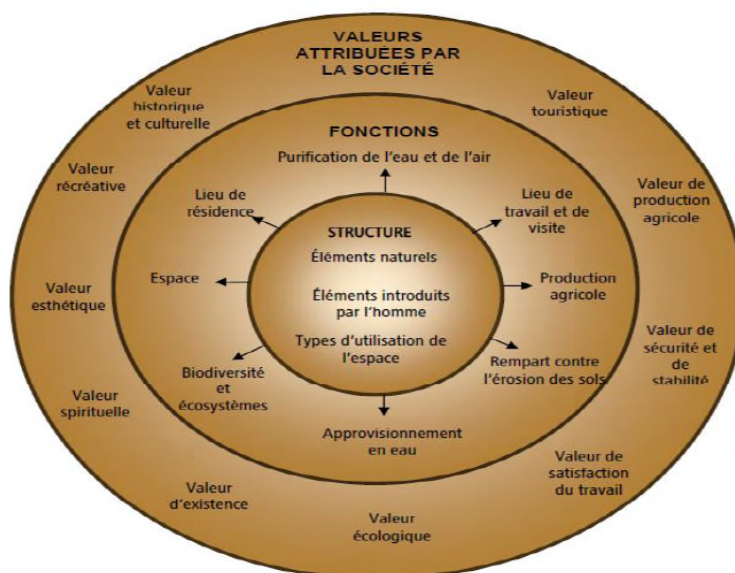 VALEURS
ATTRIBUÉES PAR
LA SOCIÉTÉ
Valeur
historique
et culturelle
Valeur
touristique
Valeur
récréative
Valeur de
production
agricole
Valeur
esthétique
Valeur de
sécurité et
de
stabilité
Valeur
spirituelle
Valeur de
satisfaction
du travail
Valeur
d'existence
Valeur
écologique
FONCTIONS
Purification de l'eau et de l'air
Lieu de
résidence
Lieu de
travail et de
visite
Espace
Production
agricole
Biodiversité
et
écosystèmes
Rempart contre
l'érosion des sols
Approvisionnement
en eau
STRUCTURE
Éléments naturels
Éléments introduits
par l'homme
Types d'utilisation de
l'espace